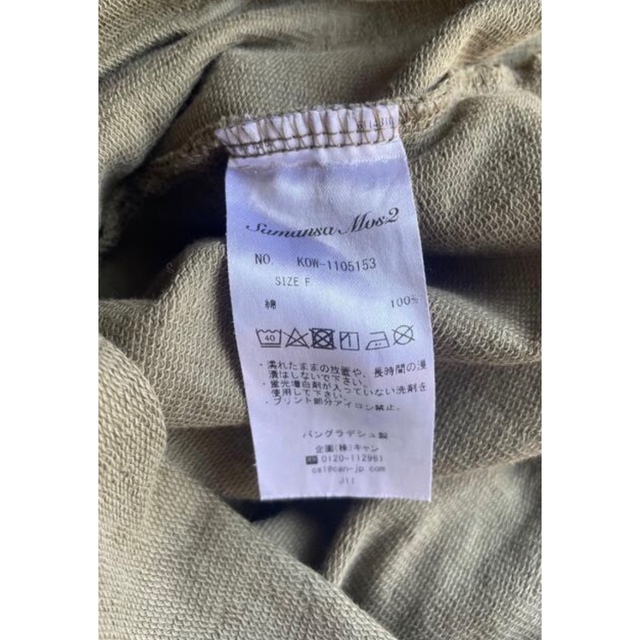 Samansa Mos2
NO. KOW-1105153
SIZE F
綿 100%
40
・濡れたままの放置や、長時間の浸
漬はしないで下さい。
・蛍光増白剤が入っていない洗剤を
使用して下さい。
・プリント部分アイロン禁止。
バングラデシュ製
企画(株)キャン
0120-112961
cal@can-jp.com
J11